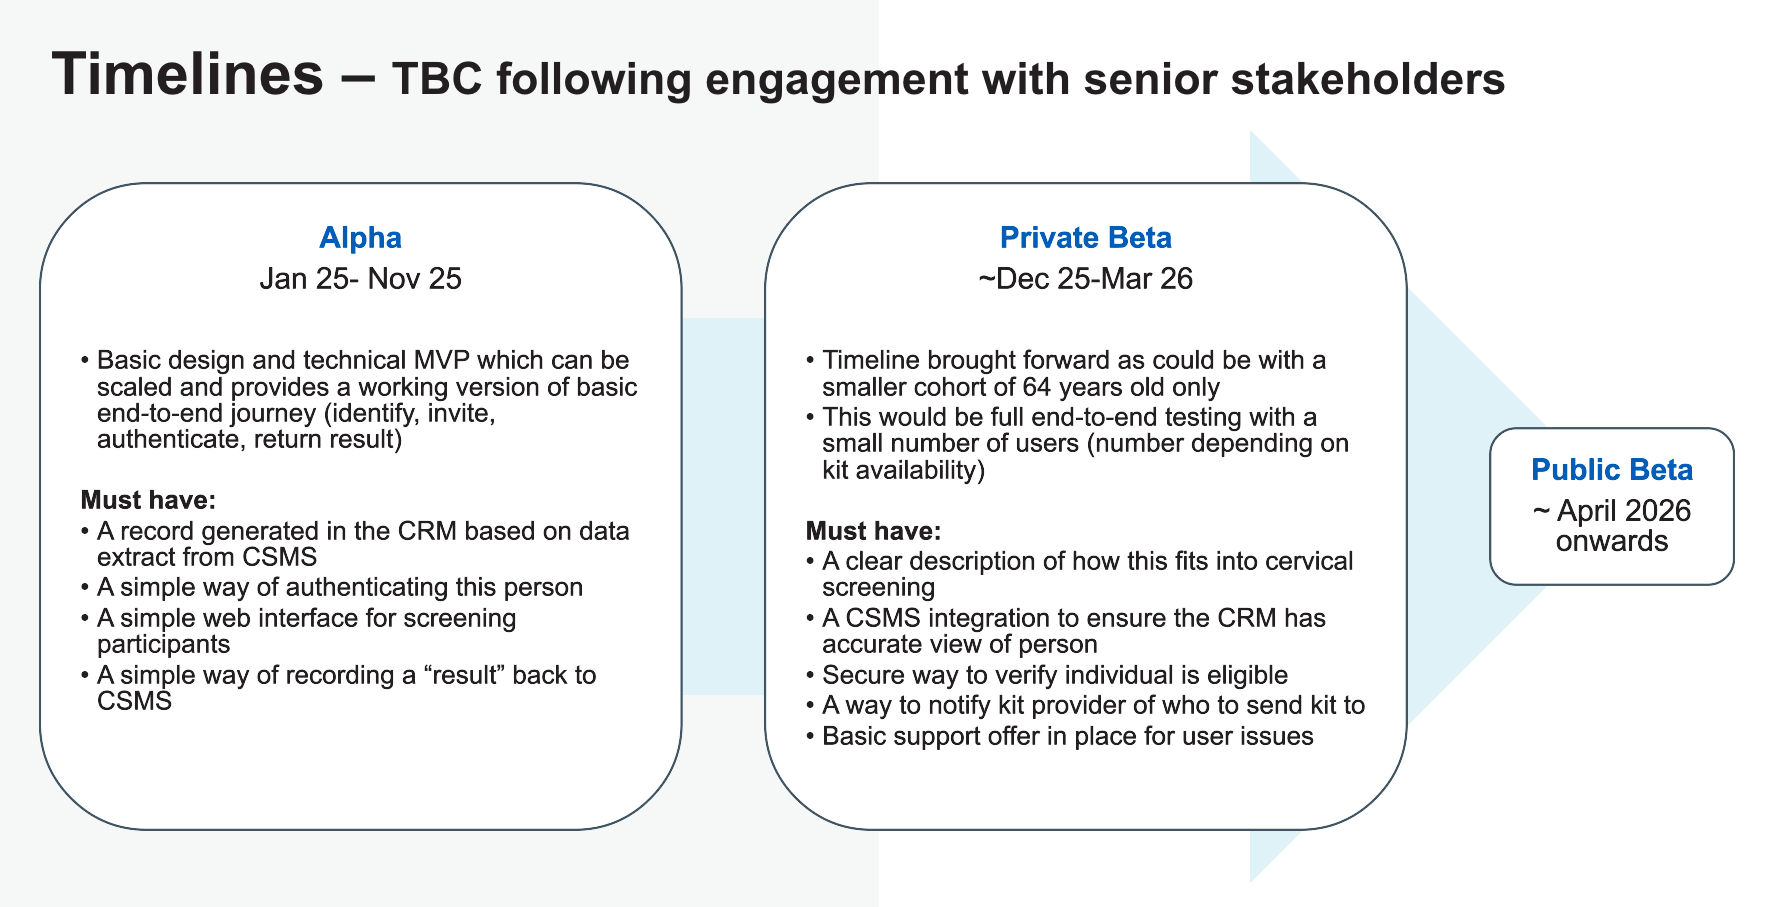 Timelines – TBC following engagement with senior stakeholders
Alpha
Jan 25- Nov 25
• Basic design and technical MVP which can be
scaled and provides a working version of basic
end-to-end journey (identify, invite,
authenticate, return result)
Must have:
• A record generated in the CRM based on data
extract from CSMS
• A simple way of authenticating this person
• A simple web interface for screening
participants
• A simple way of recording a “result” back to
CSMS
Private Beta
~Dec 25-Mar 26
• Timeline brought forward as could be with a
smaller cohort of 64 years old only
• This would be full end-to-end testing with a
small number of users (number depending on
kit availability)
Must have:
• A clear description of how this fits into cervical
screening
• A CSMS integration to ensure the CRM has
accurate view of person
• Secure way to verify individual is eligible
• A way to notify kit provider of who to send kit to
• Basic support offer in place for user issues
Public Beta
~ April 2026
onwards